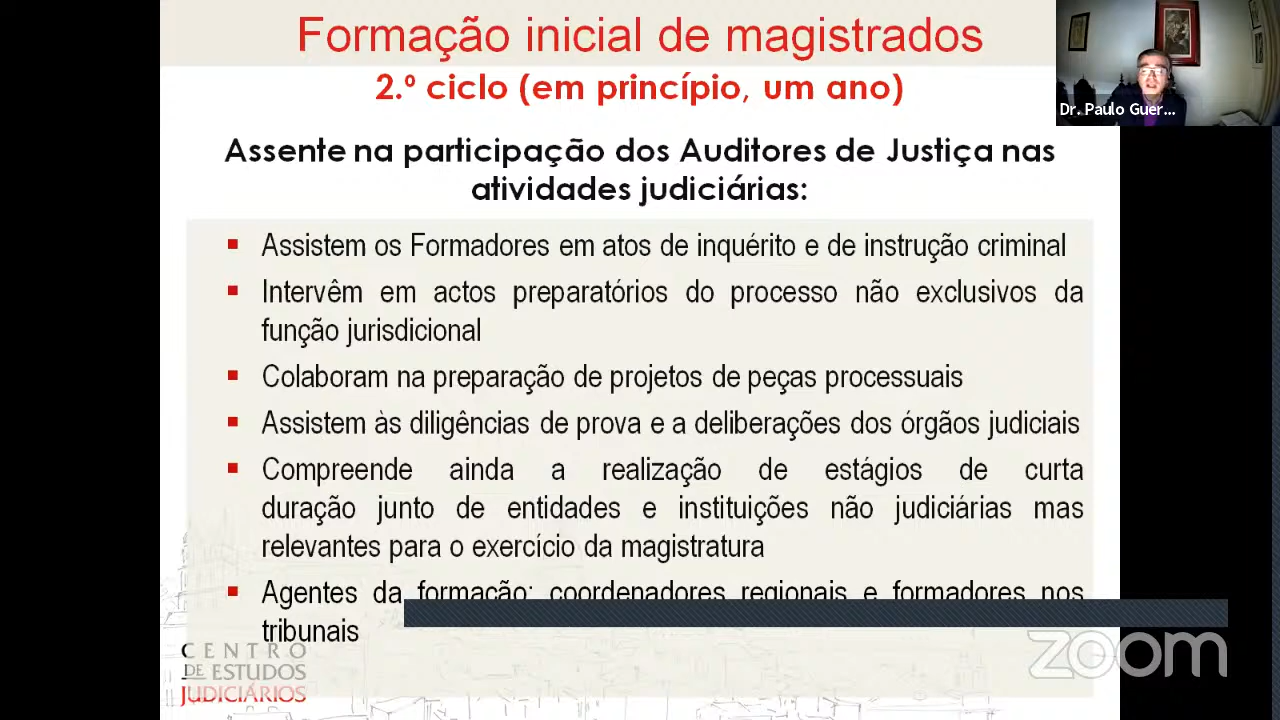 Formação inicial de magistrados
2.º ciclo (em princípio, um ano)
Dr. Paulo Guer...
Assente na participação dos Auditores de Justiça nas
atividades judiciárias:
Assistem os Formadores em atos de inquérito e de instrução criminal
Intervêm em actos preparatórios do processo não exclusivos da
função jurisdicional
Colaboram na preparação de projetos de peças processuais
Assistem às diligências de prova e a deliberações dos órgãos judiciais
Compreende ainda a realização de estágios de curta
duração junto de entidades e instituições não judiciárias mas
relevantes para o exercício da magistratura
Agentes da formação: coordenadores regionais e formadores nos
tribunais
CENTRO
DE ESTUDOS
JUDICIÁRIOS
zoom